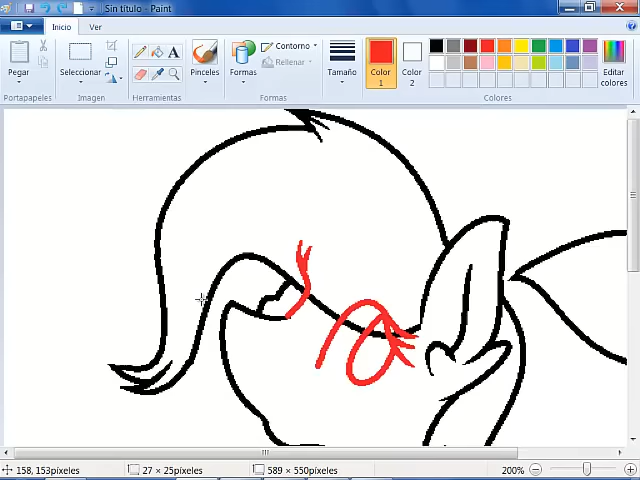 Sin título - Paint
Inicio Ver
Pegar
Seleccionar
A
Pinceles
Formas
Contorno
Rellenar
Tamaño
Color 1
Color 2
Editar colores
Portapapeles Imagen Herramientas Formas Colores
158, 153píxeles 27 × 25píxeles 589 × 550píxeles 200%